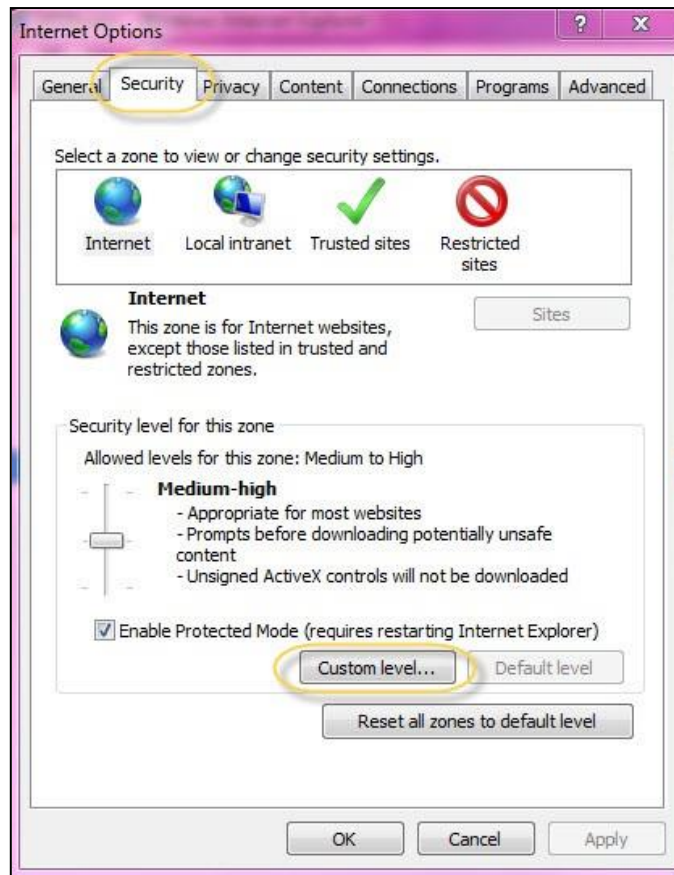 Internet Options
General Security Privacy Content Connections Programs Advanced
Select a zone to view or change security settings.
Internet Local intranet Trusted sites Restricted sites
Internet
Sites
This zone is for Internet websites,
except those listed in trusted and
restricted zones.
Security level for this zone
Allowed levels for this zone: Medium to High
Medium-high
- Appropriate for most websites
- Prompts before downloading potentially unsafe
content
- Unsigned ActiveX controls will not be downloaded
Enable Protected Mode (requires restarting Internet Explorer)
Custom level... Default level
Reset all zones to default level
OK Cancel Apply